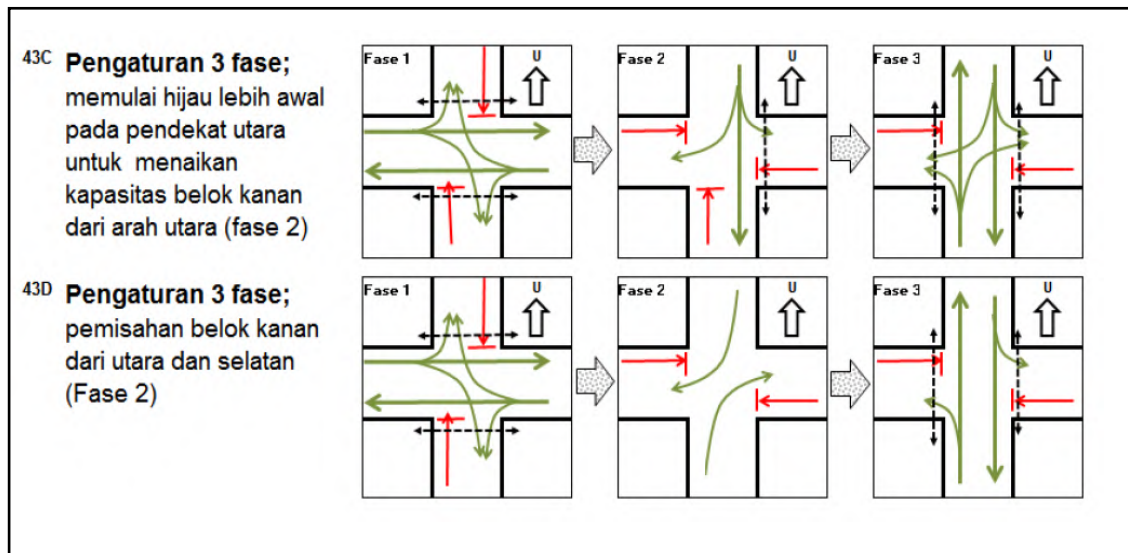 43C Pengaturan 3 fase;
memulai hijau lebih awal
pada pendekat utara
untuk menaikan
kapasitas belok kanan
dari arah utara (fase 2)
Fase 1
U
Fase 2
U
Fase 3
U
43D Pengaturan 3 fase;
pemisahan belok kanan
dari utara dan selatan
(Fase 2)
Fase 1
U
Fase 2
U
Fase 3
U